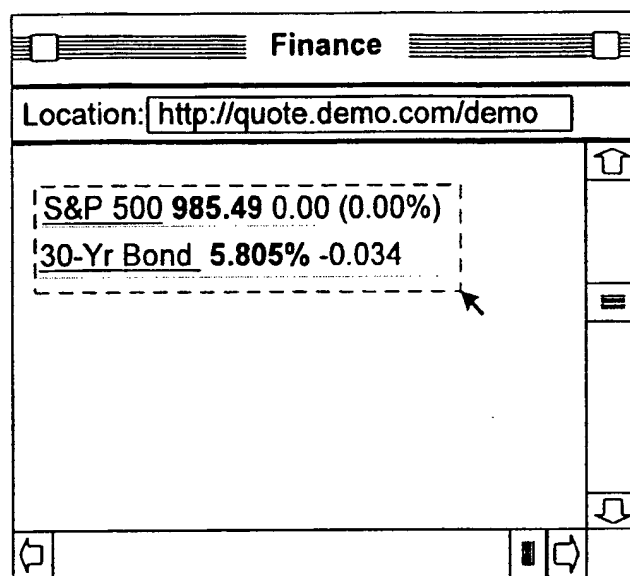 Finance
Location: http://quote.demo.com/demo
S&P 500 985.49 0.00 (0.00%)
30-Yr Bond 5.805% -0.034